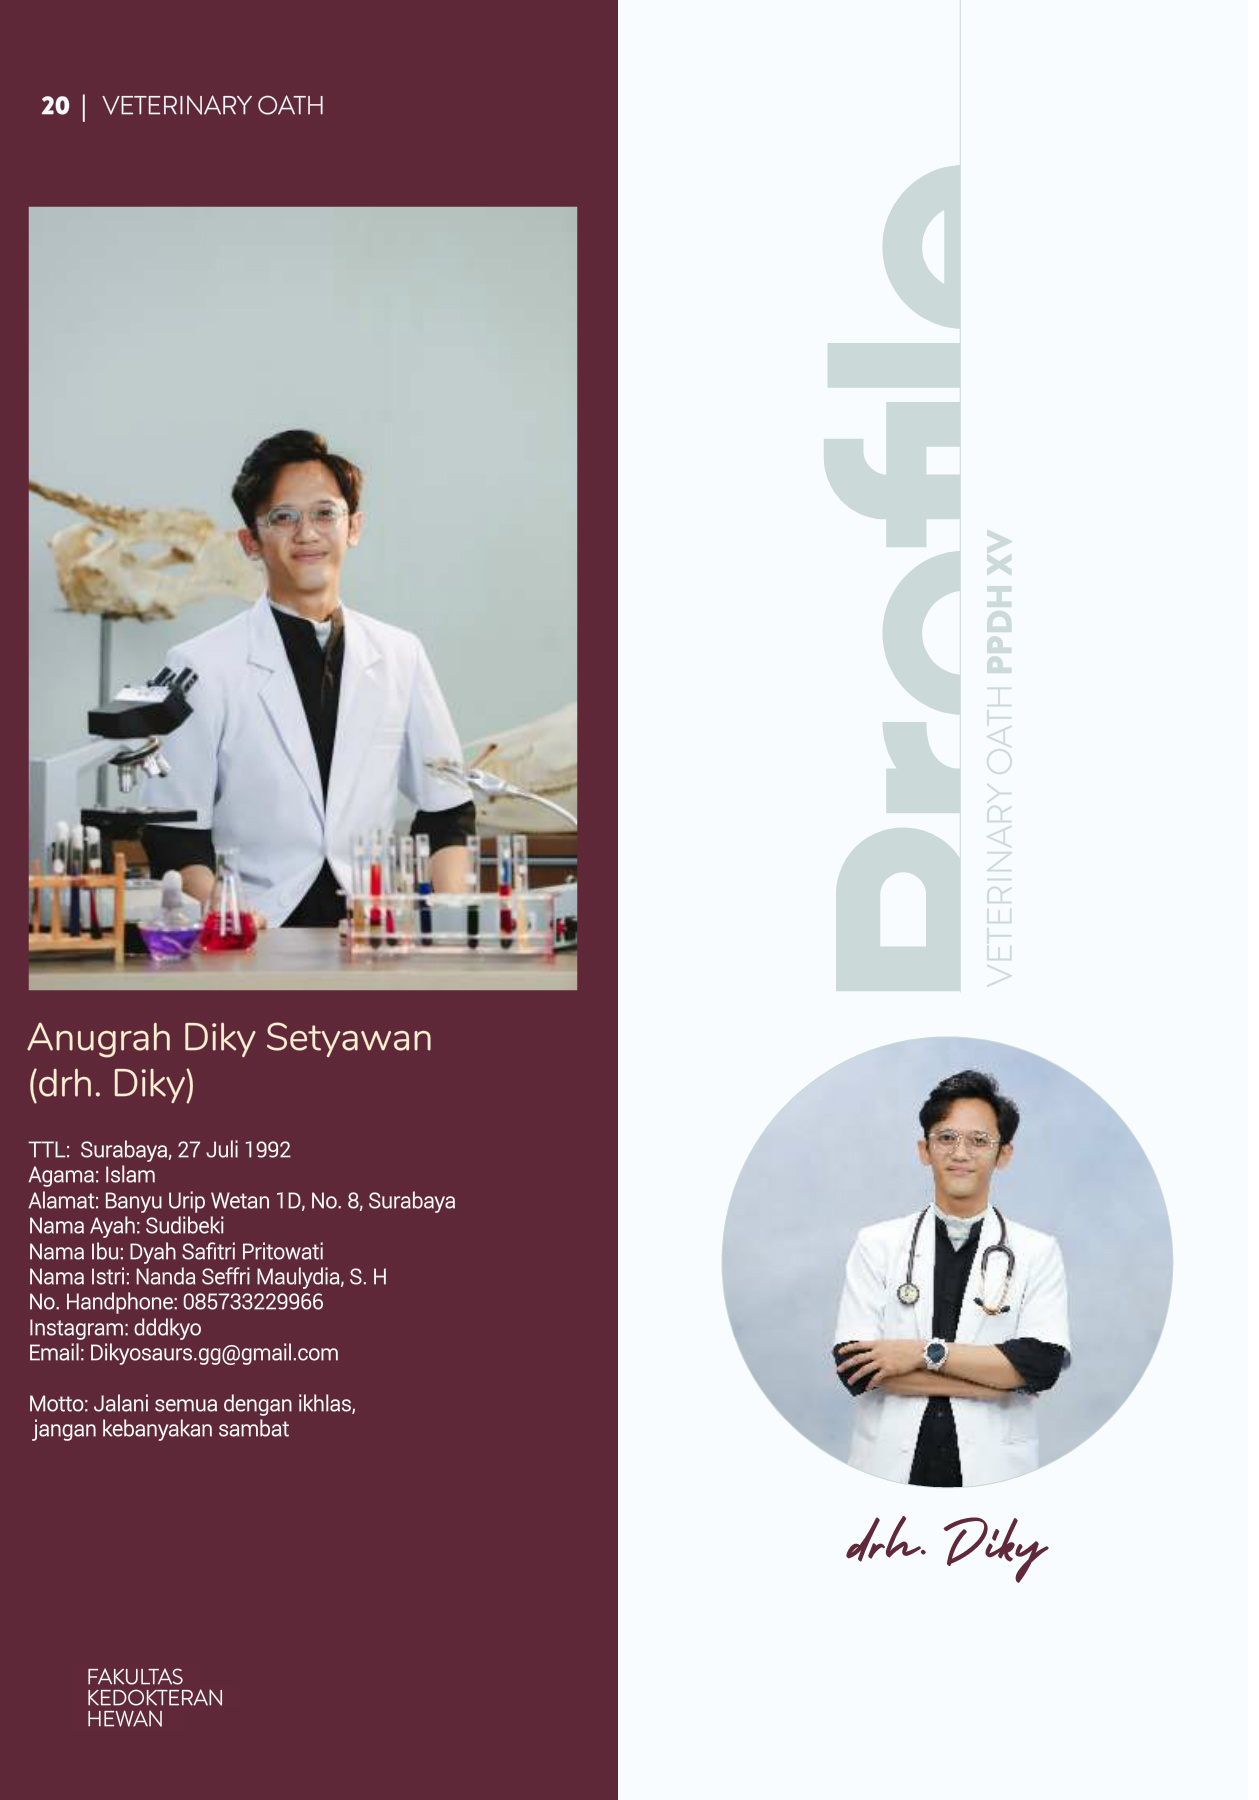 20 | VETERINARY OATH
Anugrah Diky Setyawan
(drh. Diky)
TTL:  Surabaya, 27 Juli 1992
Agama: Islam
Alamat: Banyu Urip Wetan 1D, No. 8, Surabaya
Nama Ayah: Sudibeki
Nama Ibu: Dyah Safitri Pritowati
Nama Istri: Nanda Seffri Maulydia, S. H
No. Handphone: 085733229966
Instagram: dddkyo
Email: Dikyosaurs.gg@gmail.com
Motto: Jalani semua dengan ikhlas,
jangan kebanyakan sambat
FAKULTAS
KEDOKTERAN
HEWAN
Profile
VETERINARY OATH PPDH XV
drh. Diky